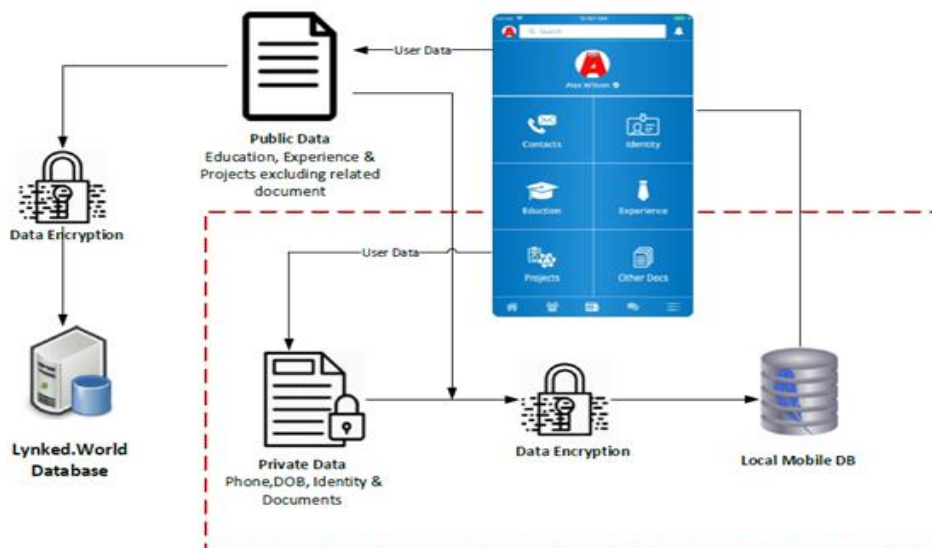 Search
User Data
Alex Wilson
Contacts
Identity
Public Data
Education, Experience &
Projects excluding related
document
Data Encryption
Eduction
Experience
User Data
Projects
Other Docs
Lynked.World
Database
Private Data
Phone,DOB, Identity &
Documents
Data Encryption
Local Mobile DB